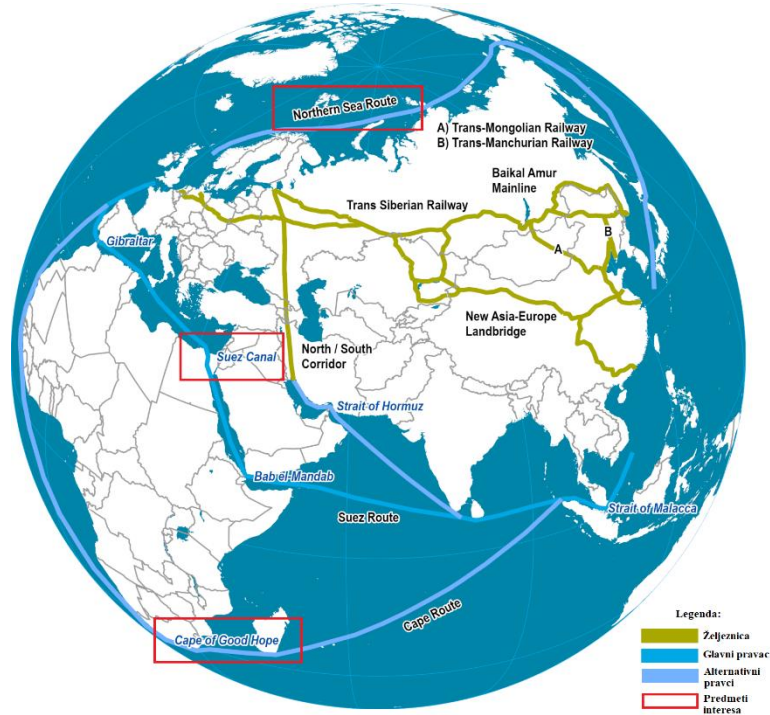 Northern Sea Route
A) Trans-Mongolian Railway
B) Trans-Manchurian Railway
Baikal Amur
Mainline
Trans Siberian Railway
Gibraltar
B
A
New Asia-Europe
Landbridge
Suez Canal
North / South
Corridor
Strait of Hormuz
Bab el-Mandab
Suez Route
Strait of Malacca
Cape Route
Cape of Good Hope
Legenda:
Željeznica
Glavni pravac
Alternativni
pravci
Predmeti
interesa